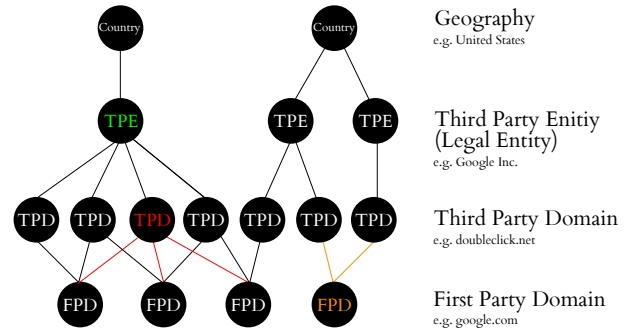 Country
Country
Geography
e.g. United States
TPE
TPE
TPE
Third Party Enitiy
(Legal Entity)
e.g. Google Inc.
TPD
TPD
TPD
TPD
TPD
TPD
TPD
Third Party Domain
e.g. doubleclick.net
FPD
FPD
FPD
FPD
First Party Domain
e.g. google.com